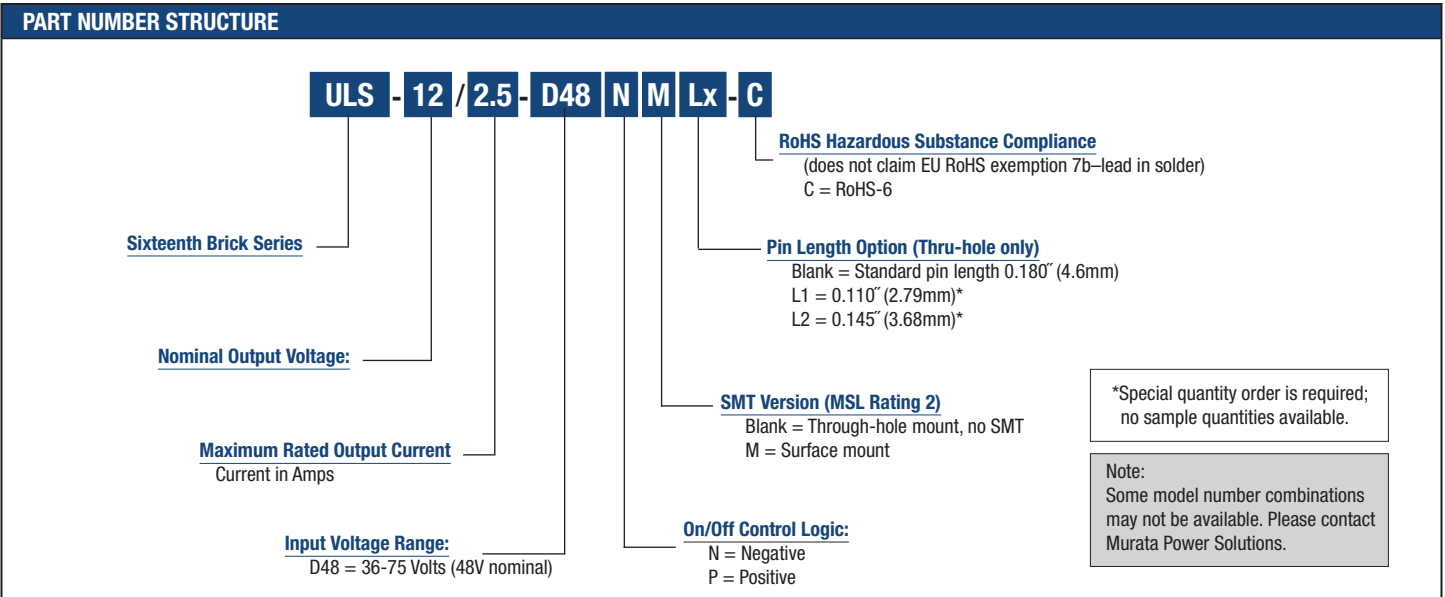 PART NUMBER STRUCTURE
ULS - 12 / 2.5 - D48 N M Lx - C
RoHS Hazardous Substance Compliance
(does not claim EU RoHS exemption 7b–lead in solder)
C = RoHS-6
Sixteenth Brick Series
Pin Length Option (Thru-hole only)
Blank = Standard pin length 0.180˝ (4.6mm)
L1 = 0.110˝ (2.79mm)*
L2 = 0.145˝ (3.68mm)*
Nominal Output Voltage:
SMT Version (MSL Rating 2)
Blank = Through-hole mount, no SMT
M = Surface mount
*Special quantity order is required;
no sample quantities available.
Maximum Rated Output Current
Current in Amps
Note:
Some model number combinations
may not be available. Please contact
Murata Power Solutions.
Input Voltage Range:
D48 = 36-75 Volts (48V nominal)
On/Off Control Logic:
N = Negative
P = Positive